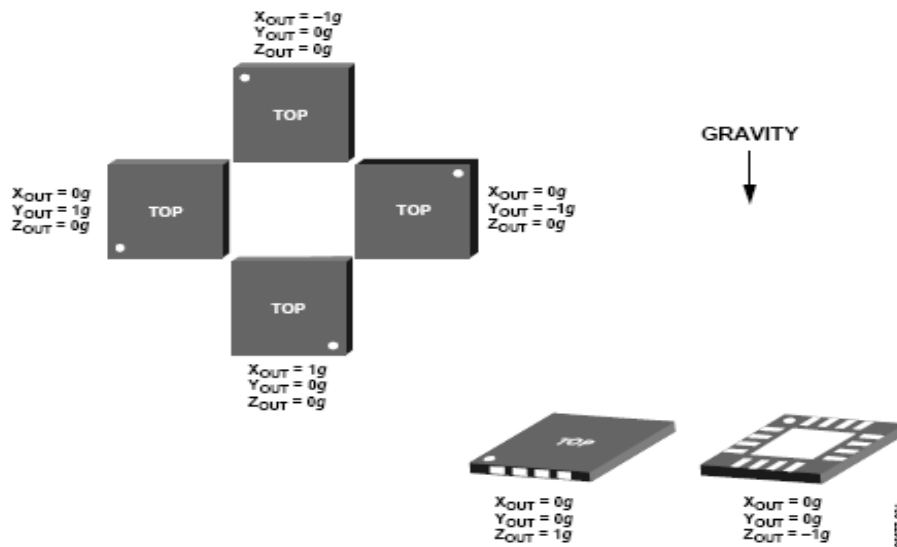 XOUT = –1g
YOUT = 0g
ZOUT = 0g
TOP
GRAVITY
XOUT = 0g
YOUT = 1g
ZOUT = 0g
TOP
TOP
XOUT = 0g
YOUT = –1g
ZOUT = 0g
TOP
XOUT = 1g
YOUT = 0g
ZOUT = 0g
TOP
XOUT = 0g
YOUT = 0g
ZOUT = 1g
XOUT = 0g
YOUT = 0g
ZOUT = –1g